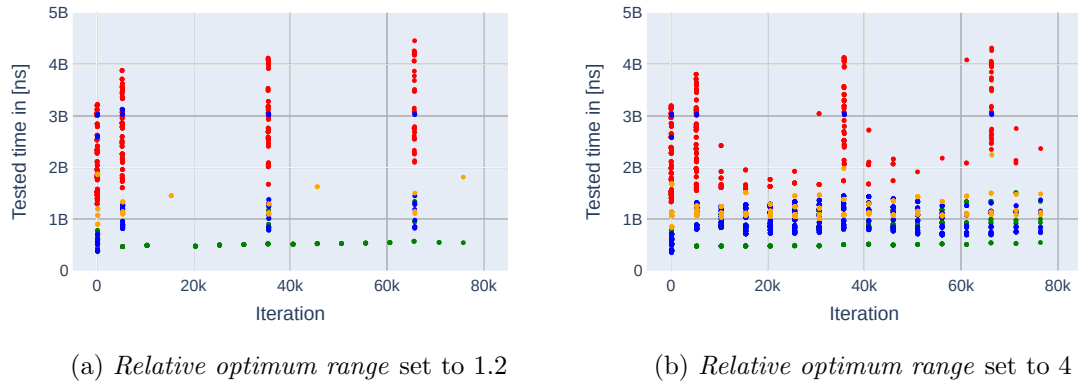 5B
4B
3B
2B
1B
0
Tested time in [ns]
0
20k
40k
60k
80k
Iteration
(a) Relative optimum range set to 1.2
5B
4B
3B
2B
1B
0
Tested time in [ns]
0
20k
40k
60k
80k
Iteration
(b) Relative optimum range set to 4